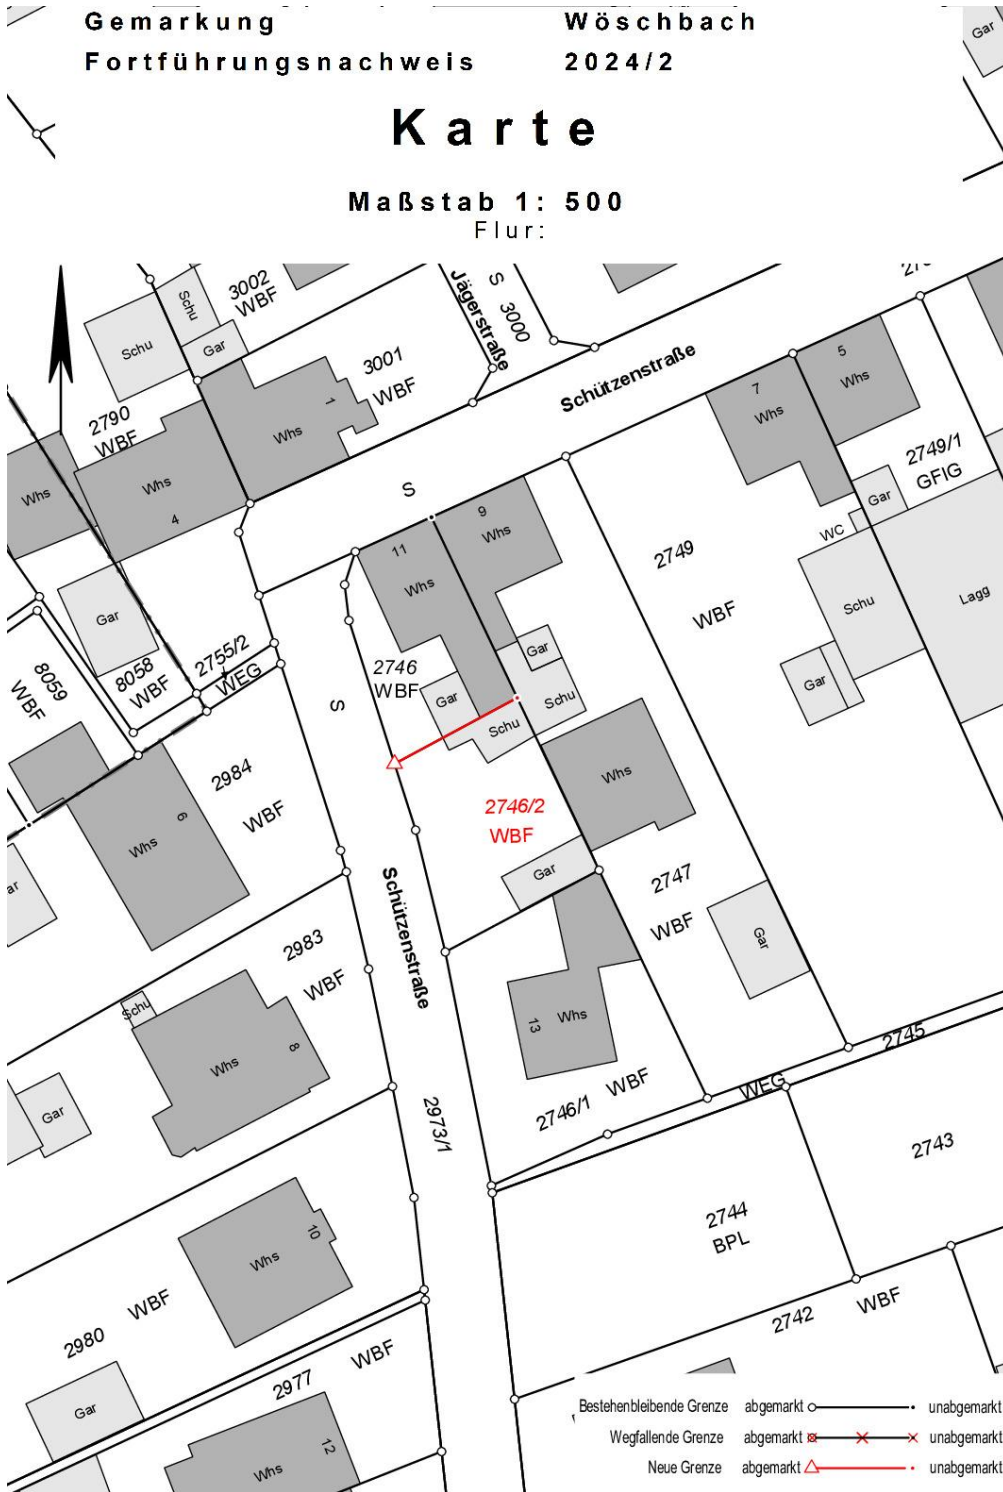 Gemarkung Wöschbach
Fortführungsnachweis 2024/2
Karte
Maßstab 1: 500
Flur:
Gar
3002
WBF
Schu
Schu
Gar
Jägerstraße
S
3000
3001
WBF
1
Whs
Schützenstraße
5
Whs
7
Whs
2790
WBF
Whs
Whs
4
2749/1
GFIG
Gar
WC
S
9
Whs
11
Whs
2749
WBF
Schu
Lagg
Gar
Gar
8059
WBF
8058
WBF
2755/2
WEG
2746
WBF
S
Gar
Gar
Schu
Schu
2984
WBF
6
Whs
Whs
2746/2
WBF
Gar
2747
WBF
Gar
Schützenstraße
2983
WBF
Schu
8
Whs
13
Whs
Gar
2973/1
2746/1
WBF
WEG
2745
2743
2744
BPL
10
Whs
WBF
2980
2742
WBF
2977
WBF
Gar
12
Whs
Bestehenbleibende Grenze abgemarkt unabgemarkt
Wegfallende Grenze abgemarkt unabgemarkt
Neue Grenze abgemarkt unabgemarkt